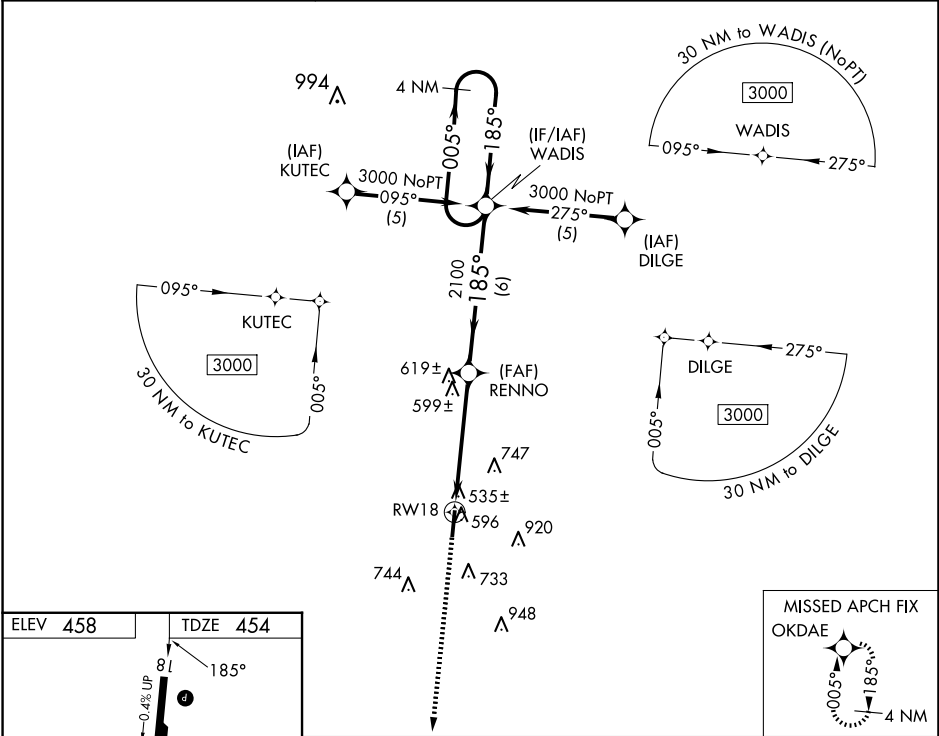 30 NM to WADIS (NoPT)
3000
WADIS
095°
275°
994
4 NM
005°
185°
(IF/IAF)
WADIS
(IAF)
KUTEC
3000 NoPT
095°
(5)
3000 NoPT
275°
(5)
(IAF)
DILGE
2100
185°
(6)
095°
KUTEC
3000
005°
30 NM to KUTEC
DILGE
275°
3000
005°
30 NM to DILGE
619±
(FAF)
RENNO
599±
747
535±
RW18
596
920
744
733
948
ELEV 458
TDZE 454
18
185°
0.4% UP
P
MISSED APCH FIX
OKDAE
005°
185°
4 NM